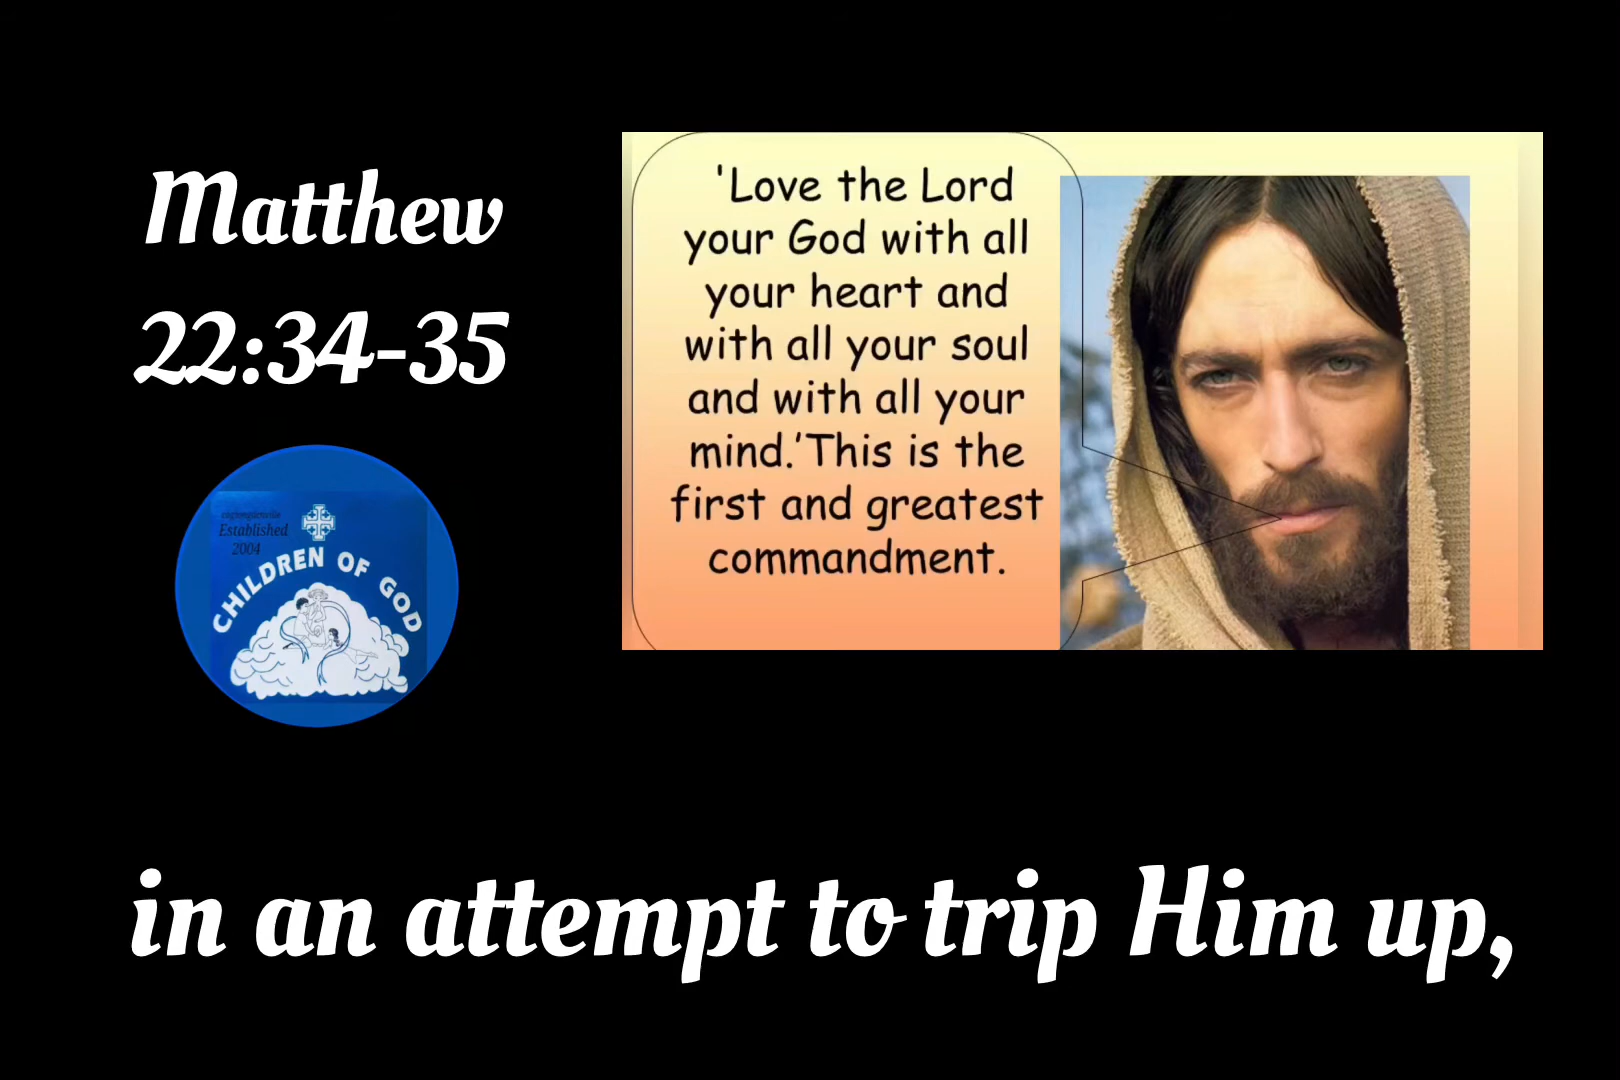 Matthew
22:34-35
'Love the Lord
your God with all
your heart and
with all your soul
and with all your
mind.'This is the
first and greatest
commandment.
Established
2004
CHILDREN OF GOD
in an attempt to trip Him up,